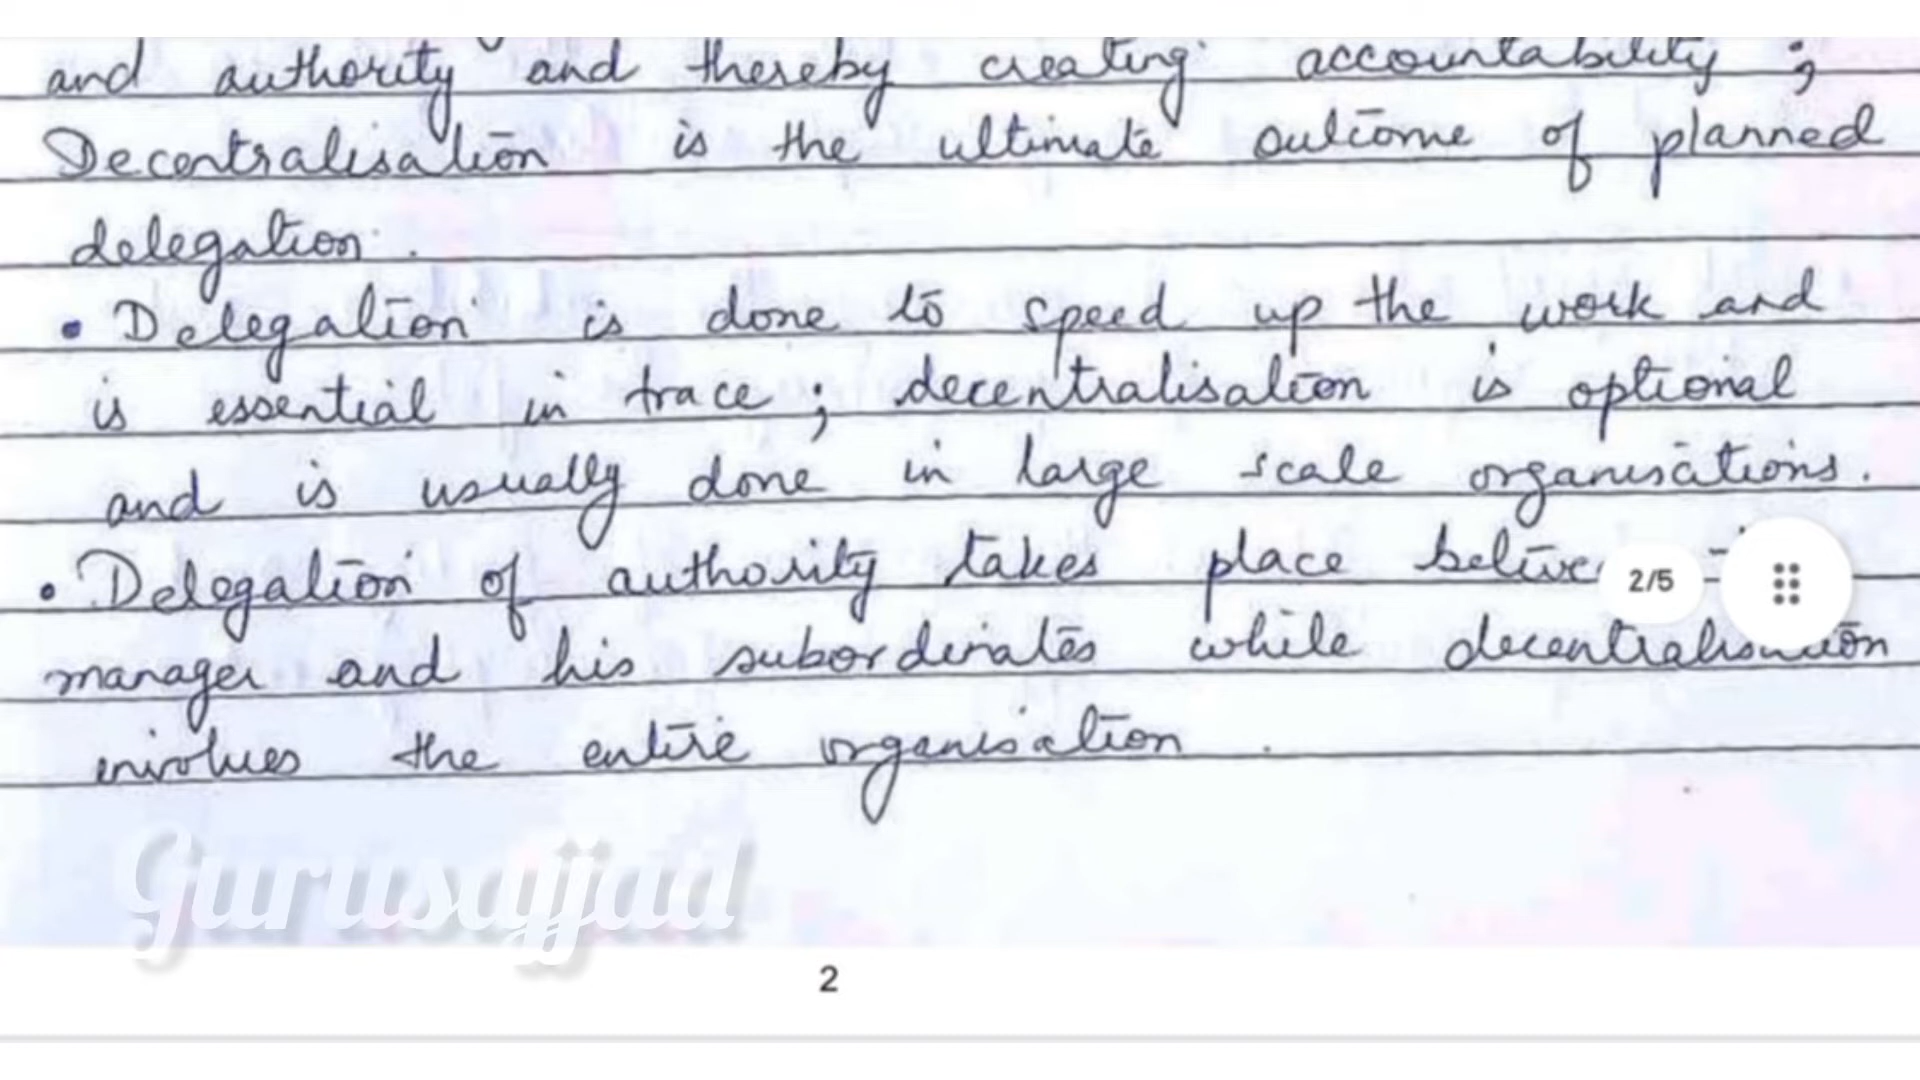 and authority and thereby creating accountability ;
Decentralisation is the ultimate outcome of planned
delegation .
• Delegation is done to speed up the work and
is essential in trace ; decentralisation is optional
and is usually done in large scale organisations .
• Delegation of authority takes place
2/5
manager and his subordinates while decentralisation
involves the entire organisation .
Gurusajjad
2